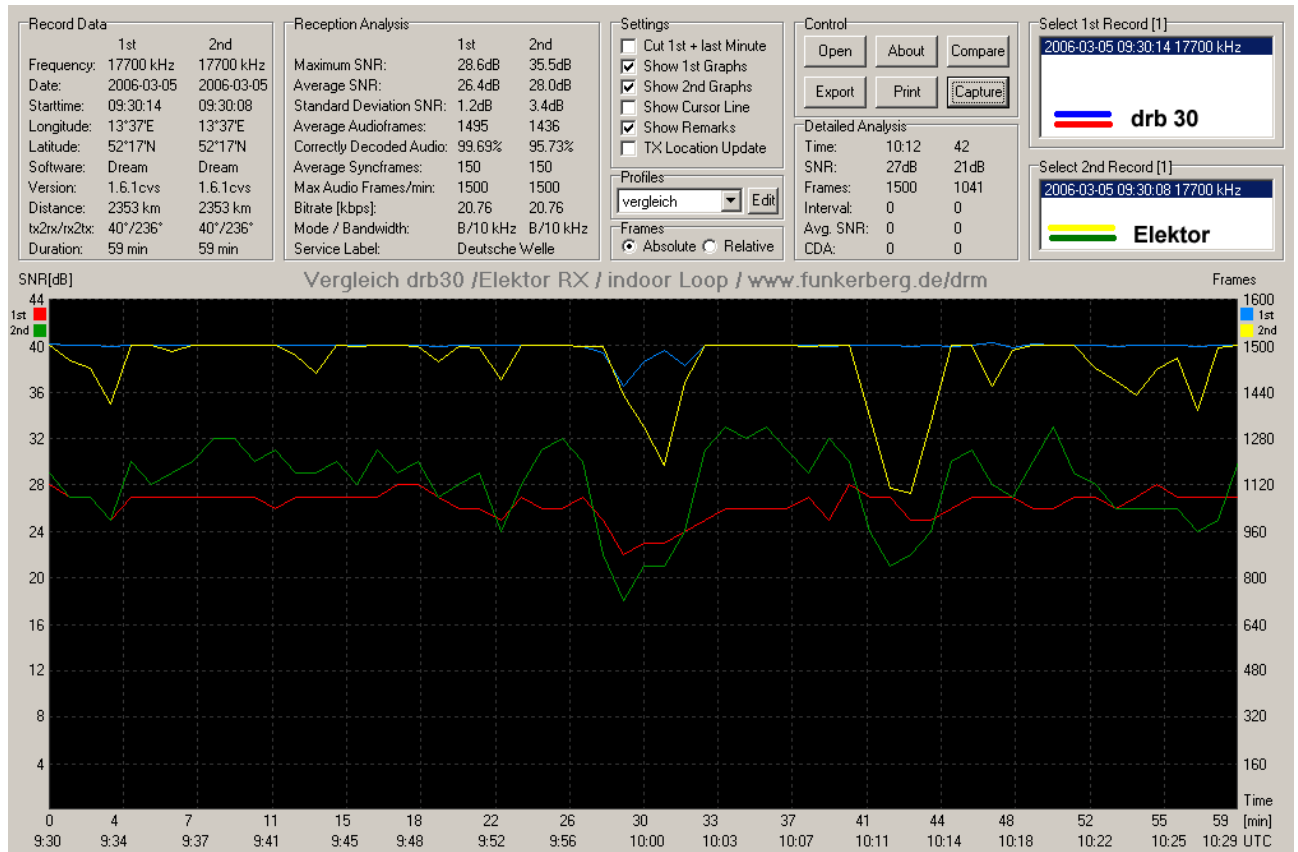 Record Data
1st 2nd
Frequency: 17700 kHz 17700 kHz
Date: 2006-03-05 2006-03-05
Starttime: 09:30:14 09:30:08
Longitude: 13°37'E 13°37'E
Latitude: 52°17'N 52°17'N
Software: Dream Dream
Version: 1.6.1cvs 1.6.1cvs
Distance: 2353 km 2353 km
tx2rx/rx2tx: 40°/236° 40°/236°
Duration: 59 min 59 min
Reception Analysis
1st 2nd
Maximum SNR: 28.6dB 35.5dB
Average SNR: 26.4dB 28.0dB
Standard Deviation SNR: 1.2dB 3.4dB
Average Audioframes: 1495 1436
Correctly Decoded Audio: 99.69% 95.73%
Average Syncframes: 150 150
Max Audio Frames/min: 1500 1500
Bitrate [kbps]: 20.76 20.76
Mode / Bandwidth: B/10 kHz B/10 kHz
Service Label: Deutsche Welle
Settings
Cut 1st + last Minute
Show 1st Graphs
Show 2nd Graphs
Show Cursor Line
Show Remarks
TX Location Update
Profiles
vergleich Edit
Frames
Absolute Relative
Control
Open About Compare
Export Print Capture
Detailed Analysis
Time: 10:12 42
SNR: 27dB 21dB
Frames: 1500 1041
Interval: 0 0
Avg. SNR: 0 0
CDA: 0 0
Select 1st Record [1]
2006-03-05 09:30:14 17700 kHz
drb 30
Select 2nd Record [1]
2006-03-05 09:30:08 17700 kHz
Elektor
SNR[dB] Vergleich drb30 /Elektor RX / indoor Loop / www.funkerberg.de/drm Frames
44 1600
1st 1st
2nd 2nd
40 1500
36 1440
32 1280
28 1120
24 960
20 800
16 640
12 480
8 320
4 160
Time
0 4 7 11 15 18 22 26 30 33 37 41 44 48 52 55 59 [min]
9:30 9:34 9:37 9:41 9:45 9:48 9:52 9:56 10:00 10:03 10:07 10:11 10:14 10:18 10:22 10:25 10:29 UTC